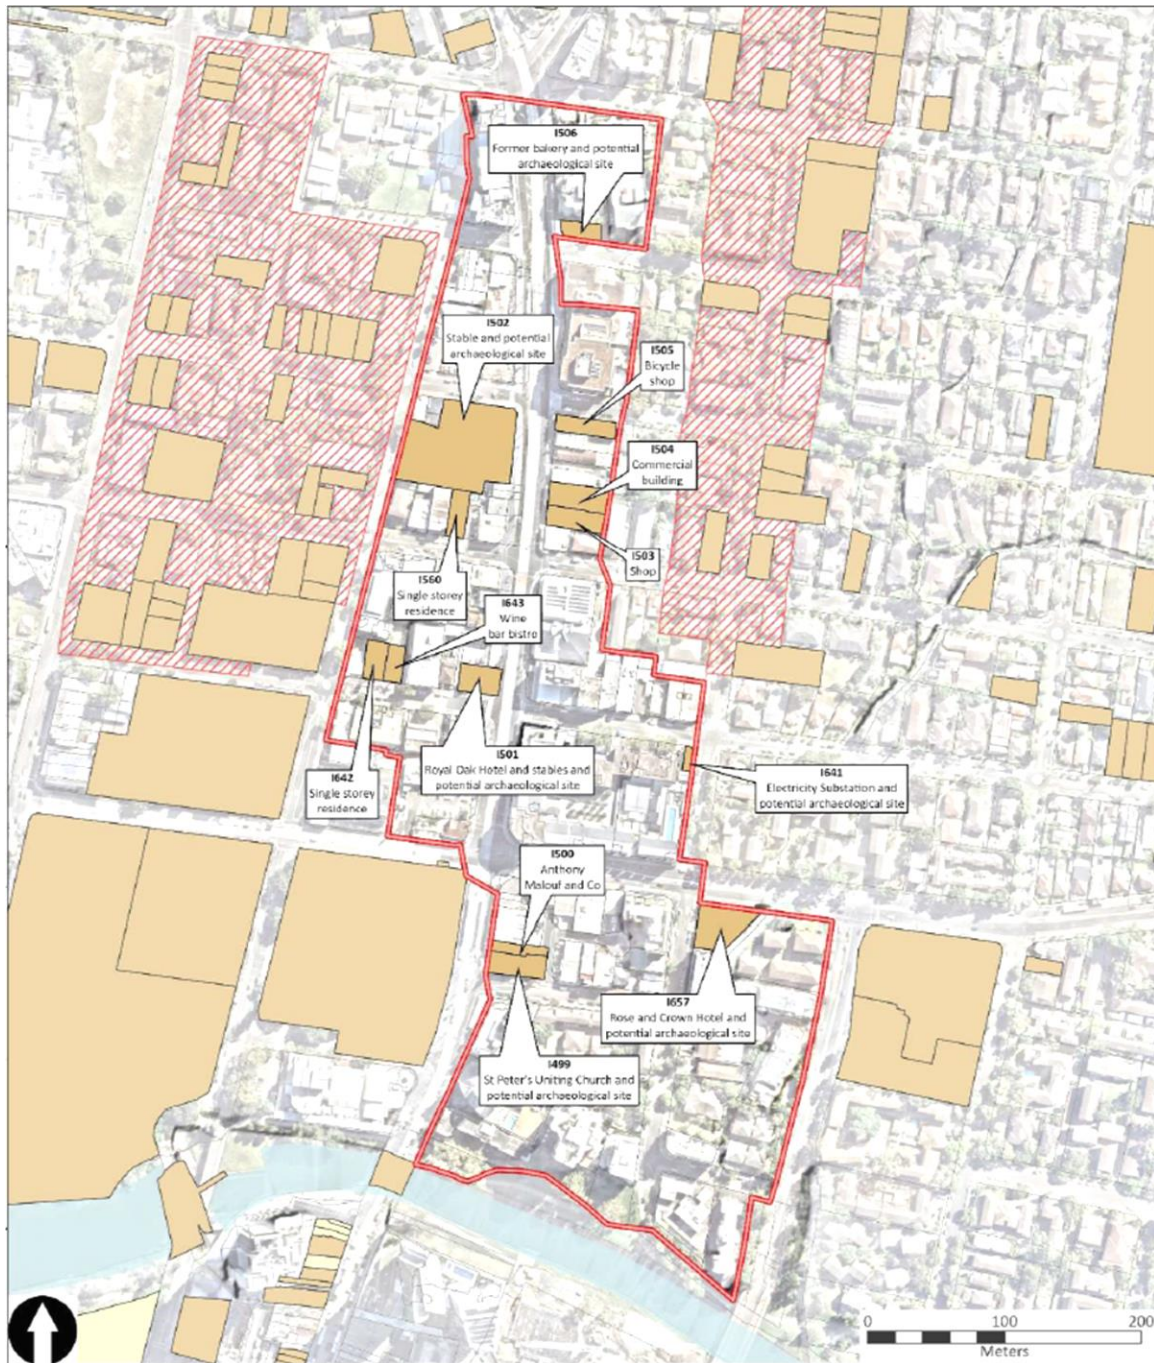 I506
Former bakery and potential
archaeological site
I502
Stable and potential
archaeological site
I505
Bicycle
shop
I504
Commercial
building
I503
Shop
I560
Single storey
residence
I643
Wine
bar bistro
I642
Single storey
residence
I501
Royal Oak Hotel and stables and
potential archaeological site
I641
Electricity Substation and
potential archaeological site
I500
Anthony
Malouf and Co
I657
Rose and Crown Hotel and
potential archaeological site
I499
St Peter's Uniting Church and
potential archaeological site
0 100 200
Meters